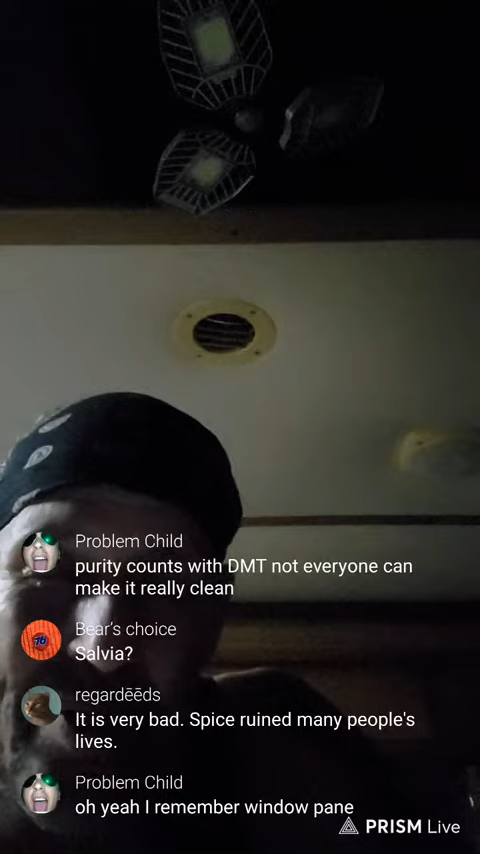 Problem Child
purity counts with DMT not everyone can
make it really clean
Bear's choice
Salvia?
regardēēds
It is very bad. Spice ruined many people's
lives.
Problem Child
oh yeah I remember window pane
PRISM Live